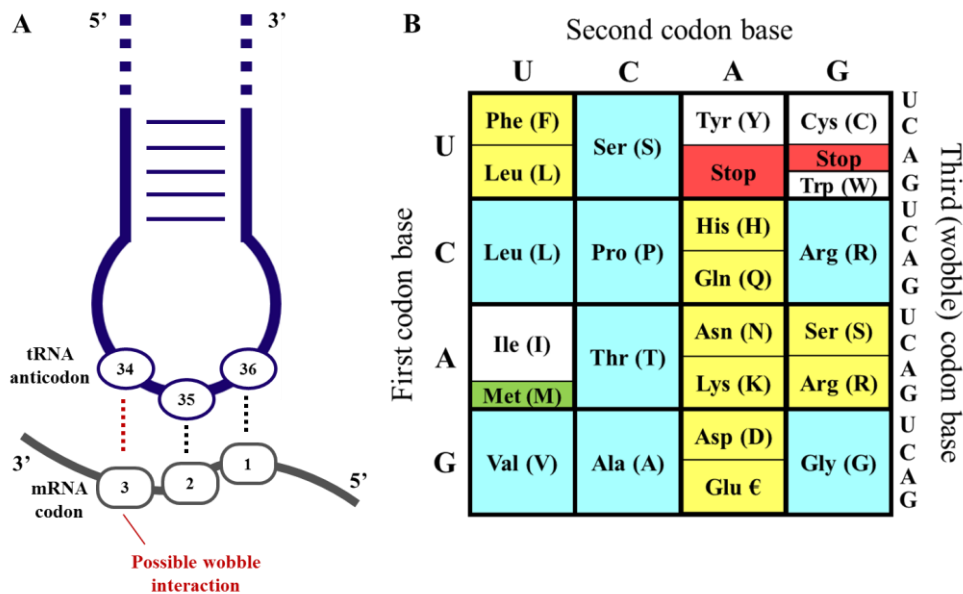 A
5’
3’
tRNA
anticodon
34
35
36
3’
mRNA
codon
3
2
1
5’
Possible wobble
interaction
B
Second codon base
U C A G
First codon base
Third (wobble) codon base
U
Phe (F)
Leu (L)
Ser (S)
Tyr (Y)
Stop
Cys (C)
Stop
Trp (W)
U
C
A
G
C
Leu (L)
Pro (P)
His (H)
Gln (Q)
Arg (R)
U
C
A
G
A
Ile (I)
Met (M)
Thr (T)
Asn (N)
Lys (K)
Ser (S)
Arg (R)
U
C
A
G
G
Val (V)
Ala (A)
Asp (D)
Glu €
Gly (G)
U
C
A
G